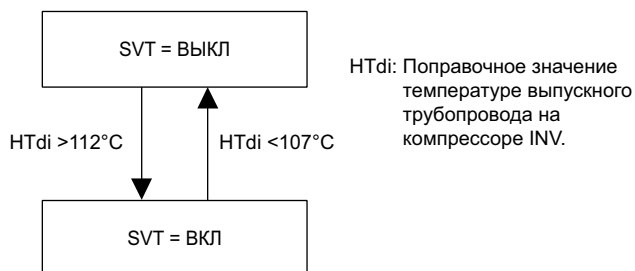 SVT = ВЫКЛ
HTdi: Поправочное значение
температуре выпускного
трубопровода на
компрессоре INV.
HTdi >112°C
HTdi <107°C
SVT = ВКЛ